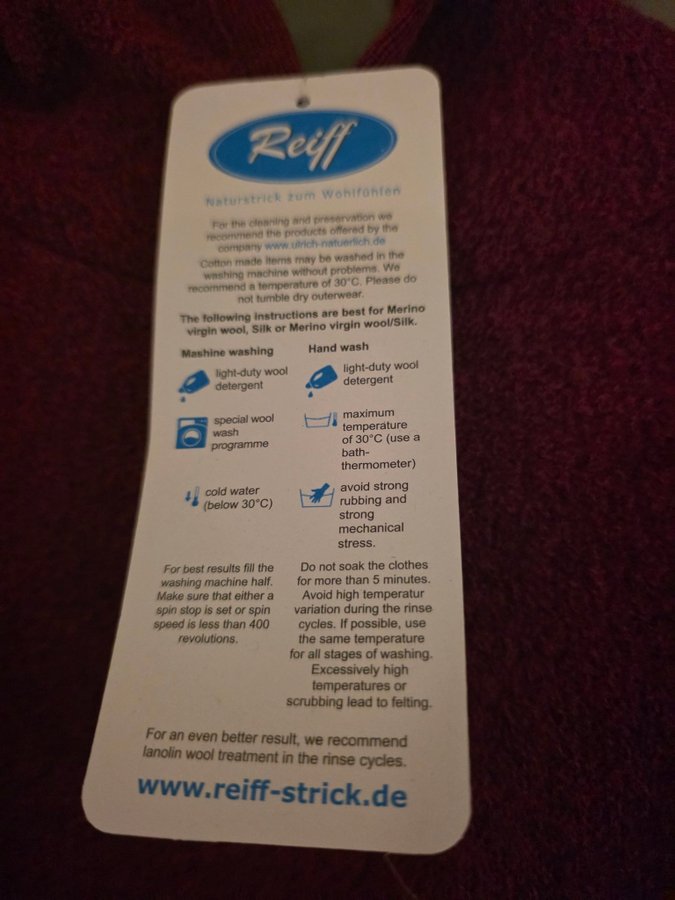 Reiff
Naturstrick zum Wohlfühlen
For the cleaning and preservation we
recommend the products offered by the
company www.ulrich-natuerlich.de
Cotton made items may be washed in the
washing machine without problems. We
recommend a temperature of 30°C. Please do
not tumble dry outerwear.
The following instructions are best for Merino
virgin wool, Silk or Merino virgin wool/Silk.
Mashine washing
light-duty wool
detergent
special wool
wash
programme
cold water
(below 30°C)
For best results fill the
washing machine half.
Make sure that either a
spin stop is set or spin
speed is less than 400
revolutions.
Hand wash
light-duty wool
detergent
maximum
temperature
of 30°C (use a
bath-
thermometer)
avoid strong
rubbing and
strong
mechanical
stress.
Do not soak the clothes
for more than 5 minutes.
Avoid high temperatur
variation during the rinse
cycles. If possible, use
the same temperature
for all stages of washing.
Excessively high
temperatures or
scrubbing lead to felting.
For an even better result, we recommend
lanolin wool treatment in the rinse cycles.
www.reiff-strick.de